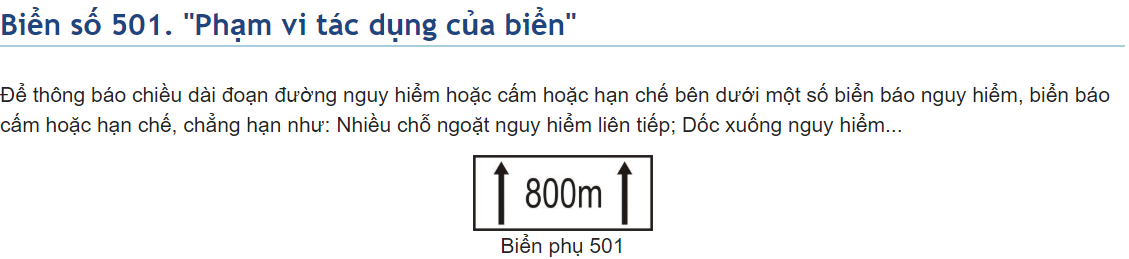 Biển số 501. "Phạm vi tác dụng của biển"
Để thông báo chiều dài đoạn đường nguy hiểm hoặc cấm hoặc hạn chế bên dưới một số biển báo nguy hiểm, biển báo
cấm hoặc hạn chế, chẳng hạn như: Nhiều chỗ ngoặt nguy hiểm liên tiếp; Dốc xuống nguy hiểm...
800m
Biển phụ 501